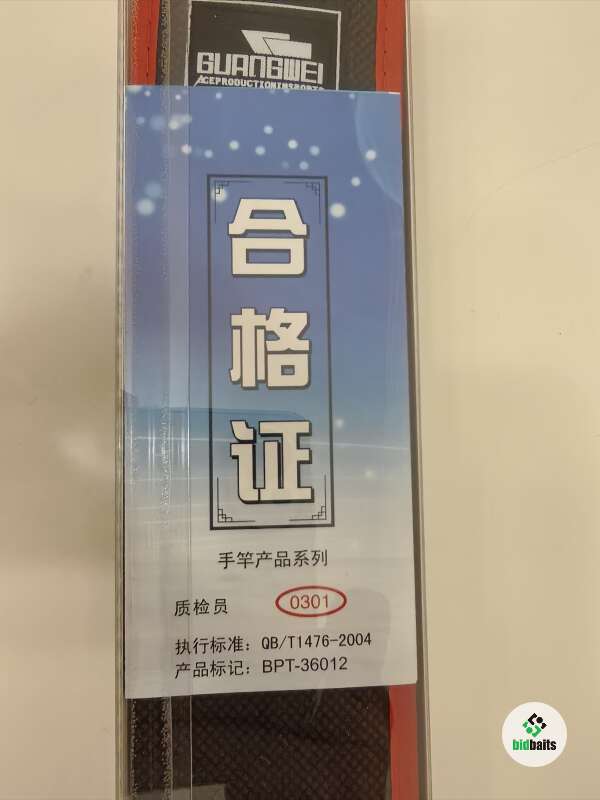 GUANGWEI
合格证
手竿产品系列
质检员 0301
执行标准：QB/T1476-2004
产品标记：BPT-36012
bidbaits